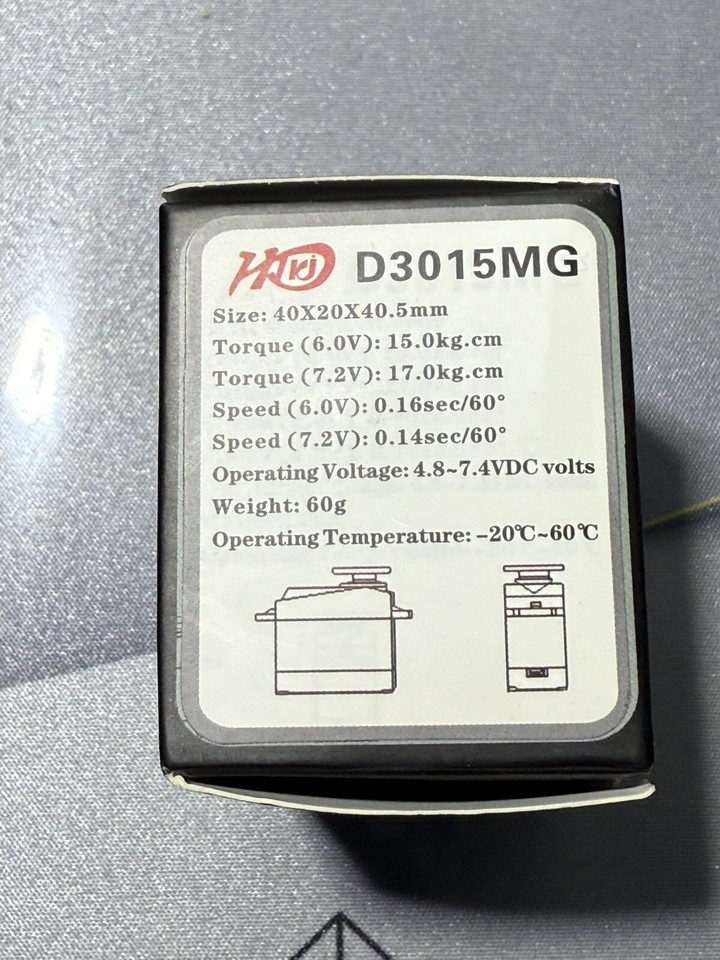 HD KJ D3015MG
Size: 40X20X40.5mm
Torque (6.0V): 15.0kg.cm
Torque (7.2V): 17.0kg.cm
Speed (6.0V): 0.16sec/60°
Speed (7.2V): 0.14sec/60°
Operating Voltage: 4.8~7.4VDC volts
Weight: 60g
Operating Temperature: -20℃~60℃